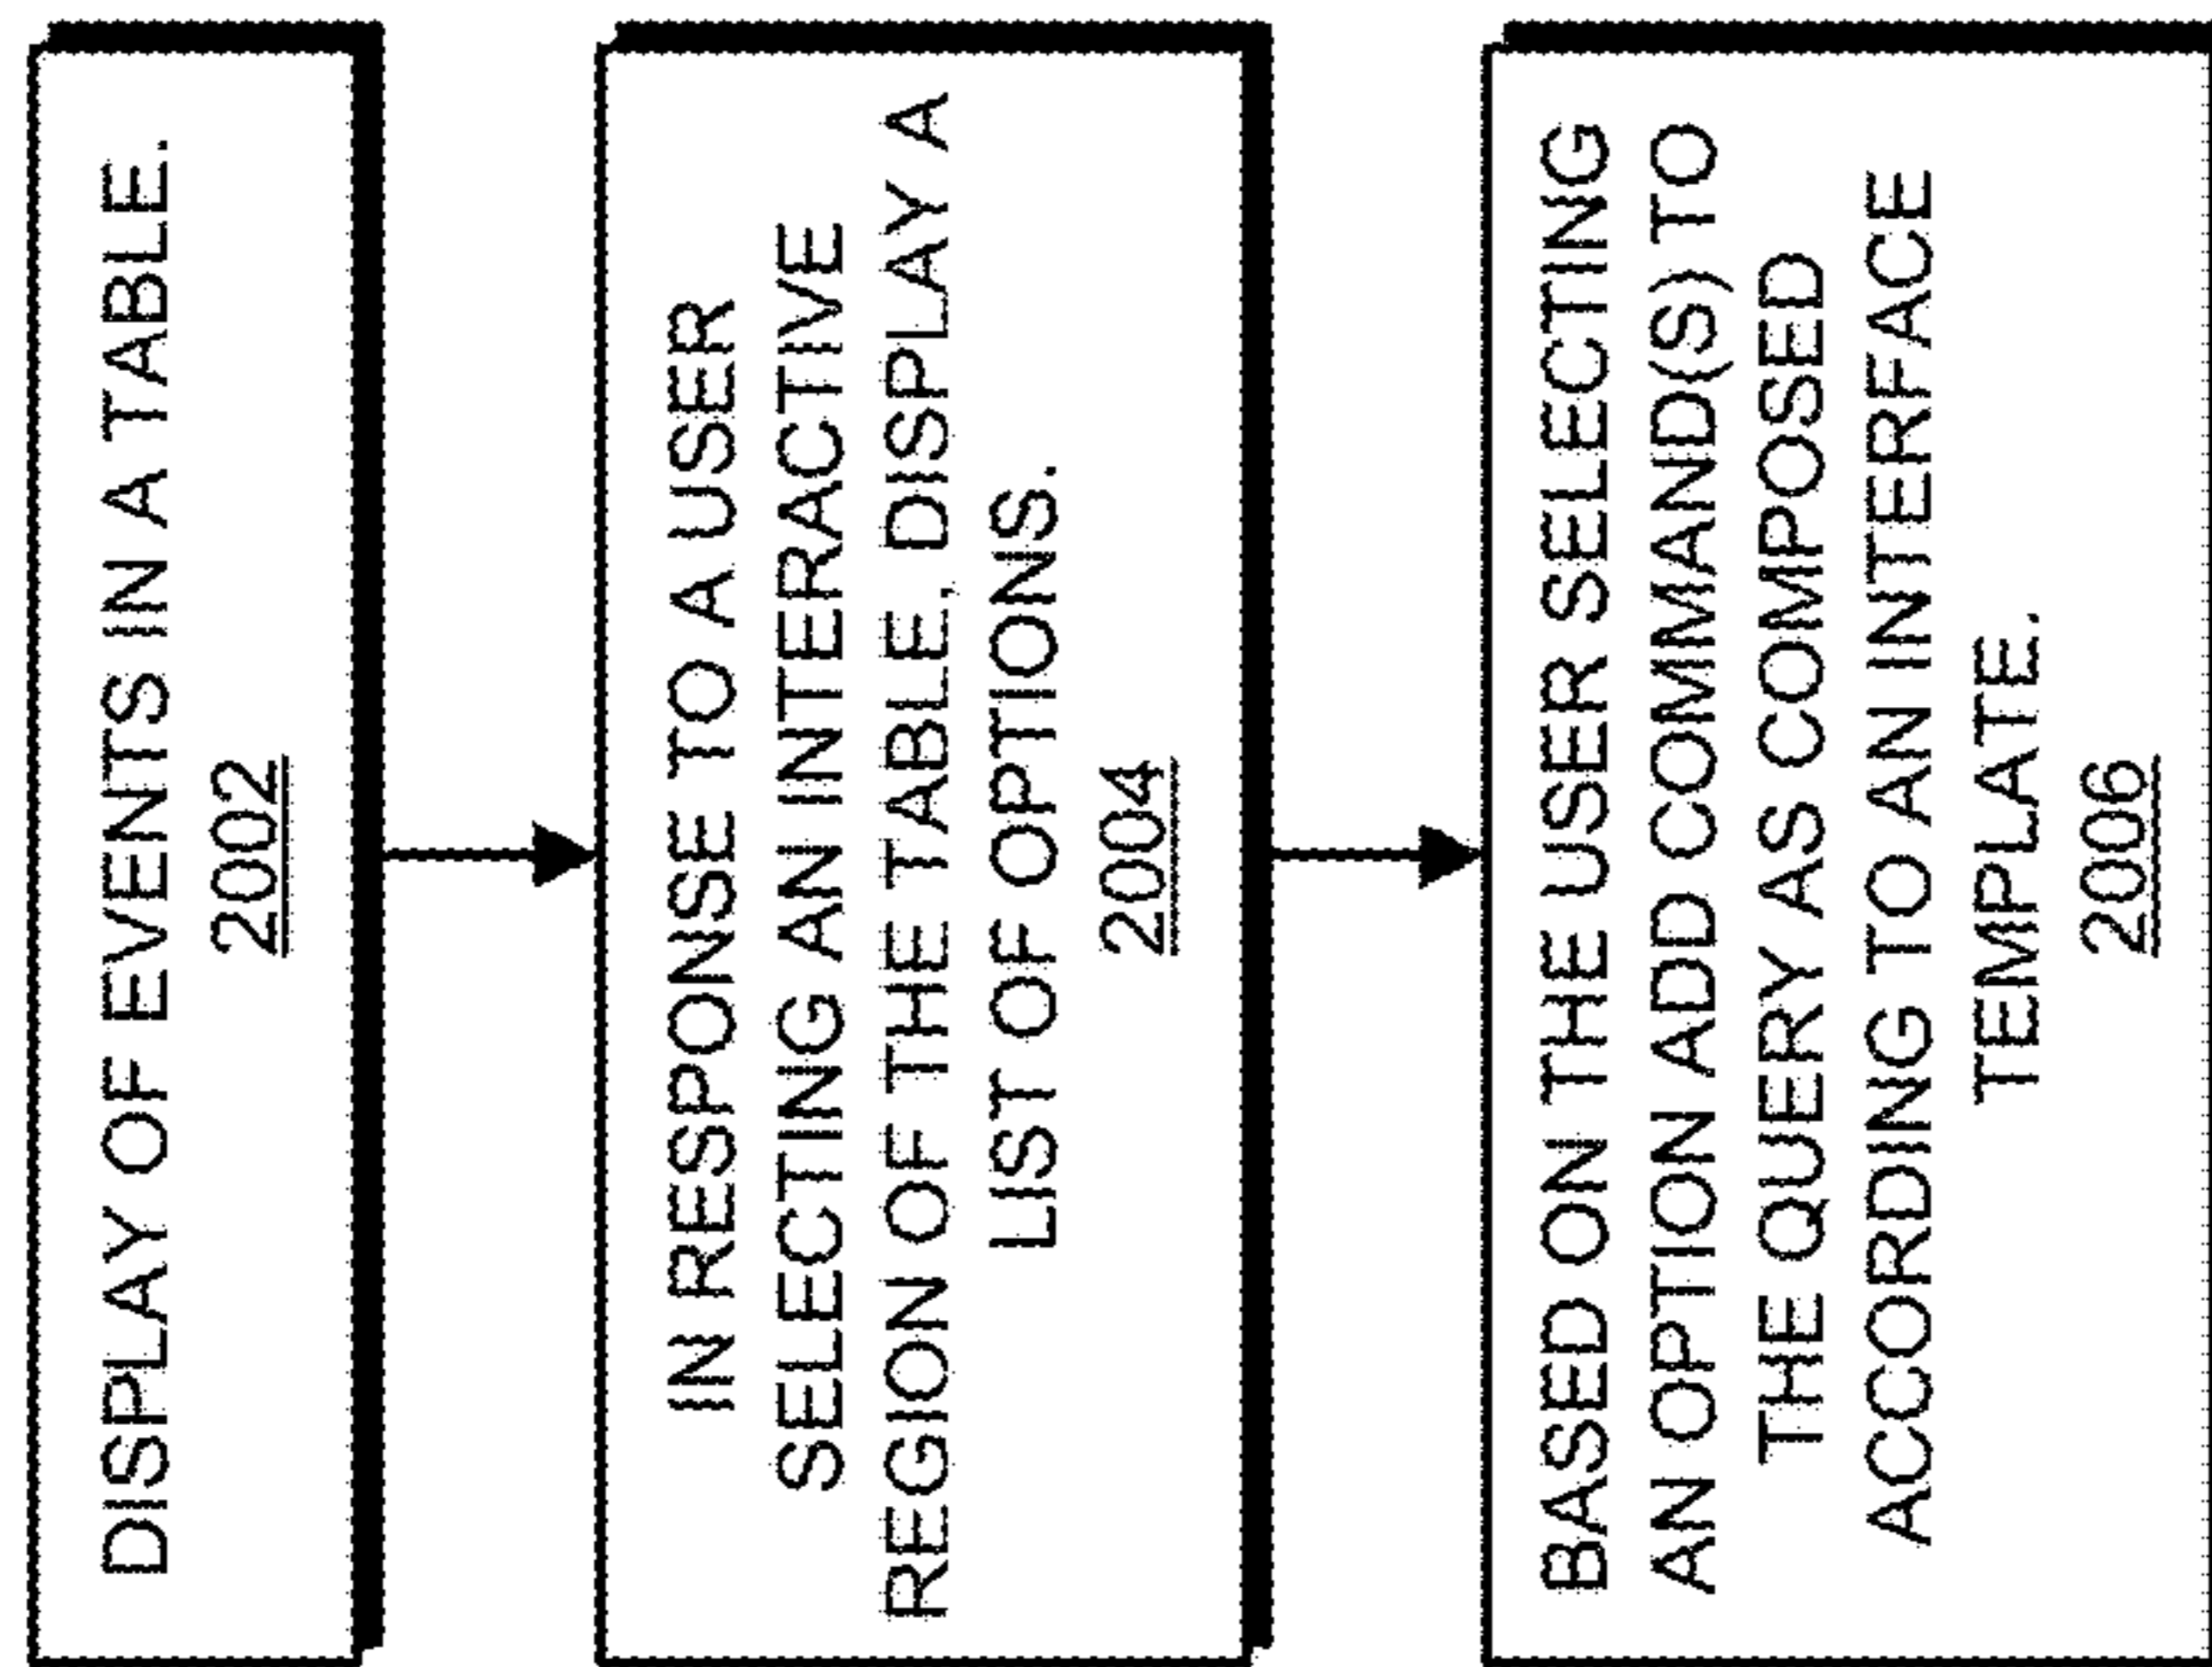 DISPLAY OF EVENTS IN A TABLE.
2002
IN RESPONSE TO A USER
SELECTING AN INTERACTIVE
REGION OF THE TABLE, DISPLAY A
LIST OF OPTIONS.
2004
BASED ON THE USER SELECTING
AN OPTION ADD COMMAND(S) TO
THE QUERY AS COMPOSED
ACCORDING TO AN INTERFACE
TEMPLATE.
2006